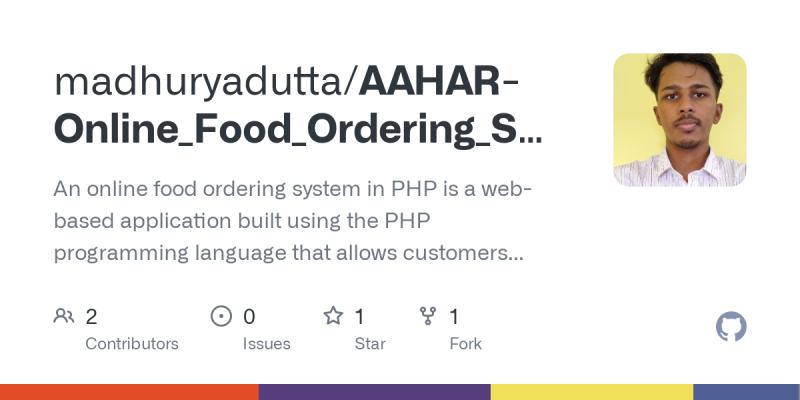 madhuryadutta/AAHAR-
Online_Food_Ordering_S...
An online food ordering system in PHP is a web-
based application built using the PHP
programming language that allows customers...
2 0 1 1
Contributors Issues Star Fork